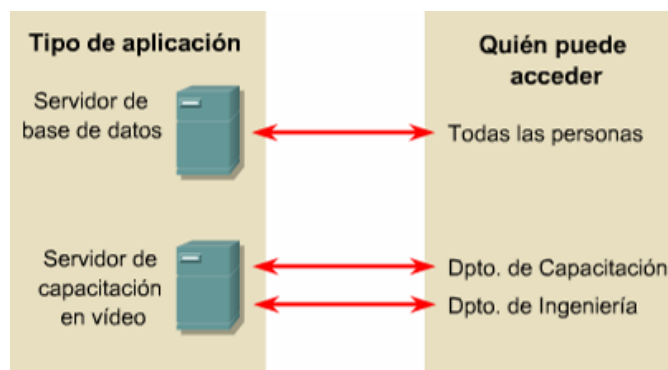 Tipo de aplicación
Quién puede
acceder
Servidor de
base de datos
Todas las personas
Servidor de
capacitación
en vídeo
Dpto. de Capacitación
Dpto. de Ingeniería